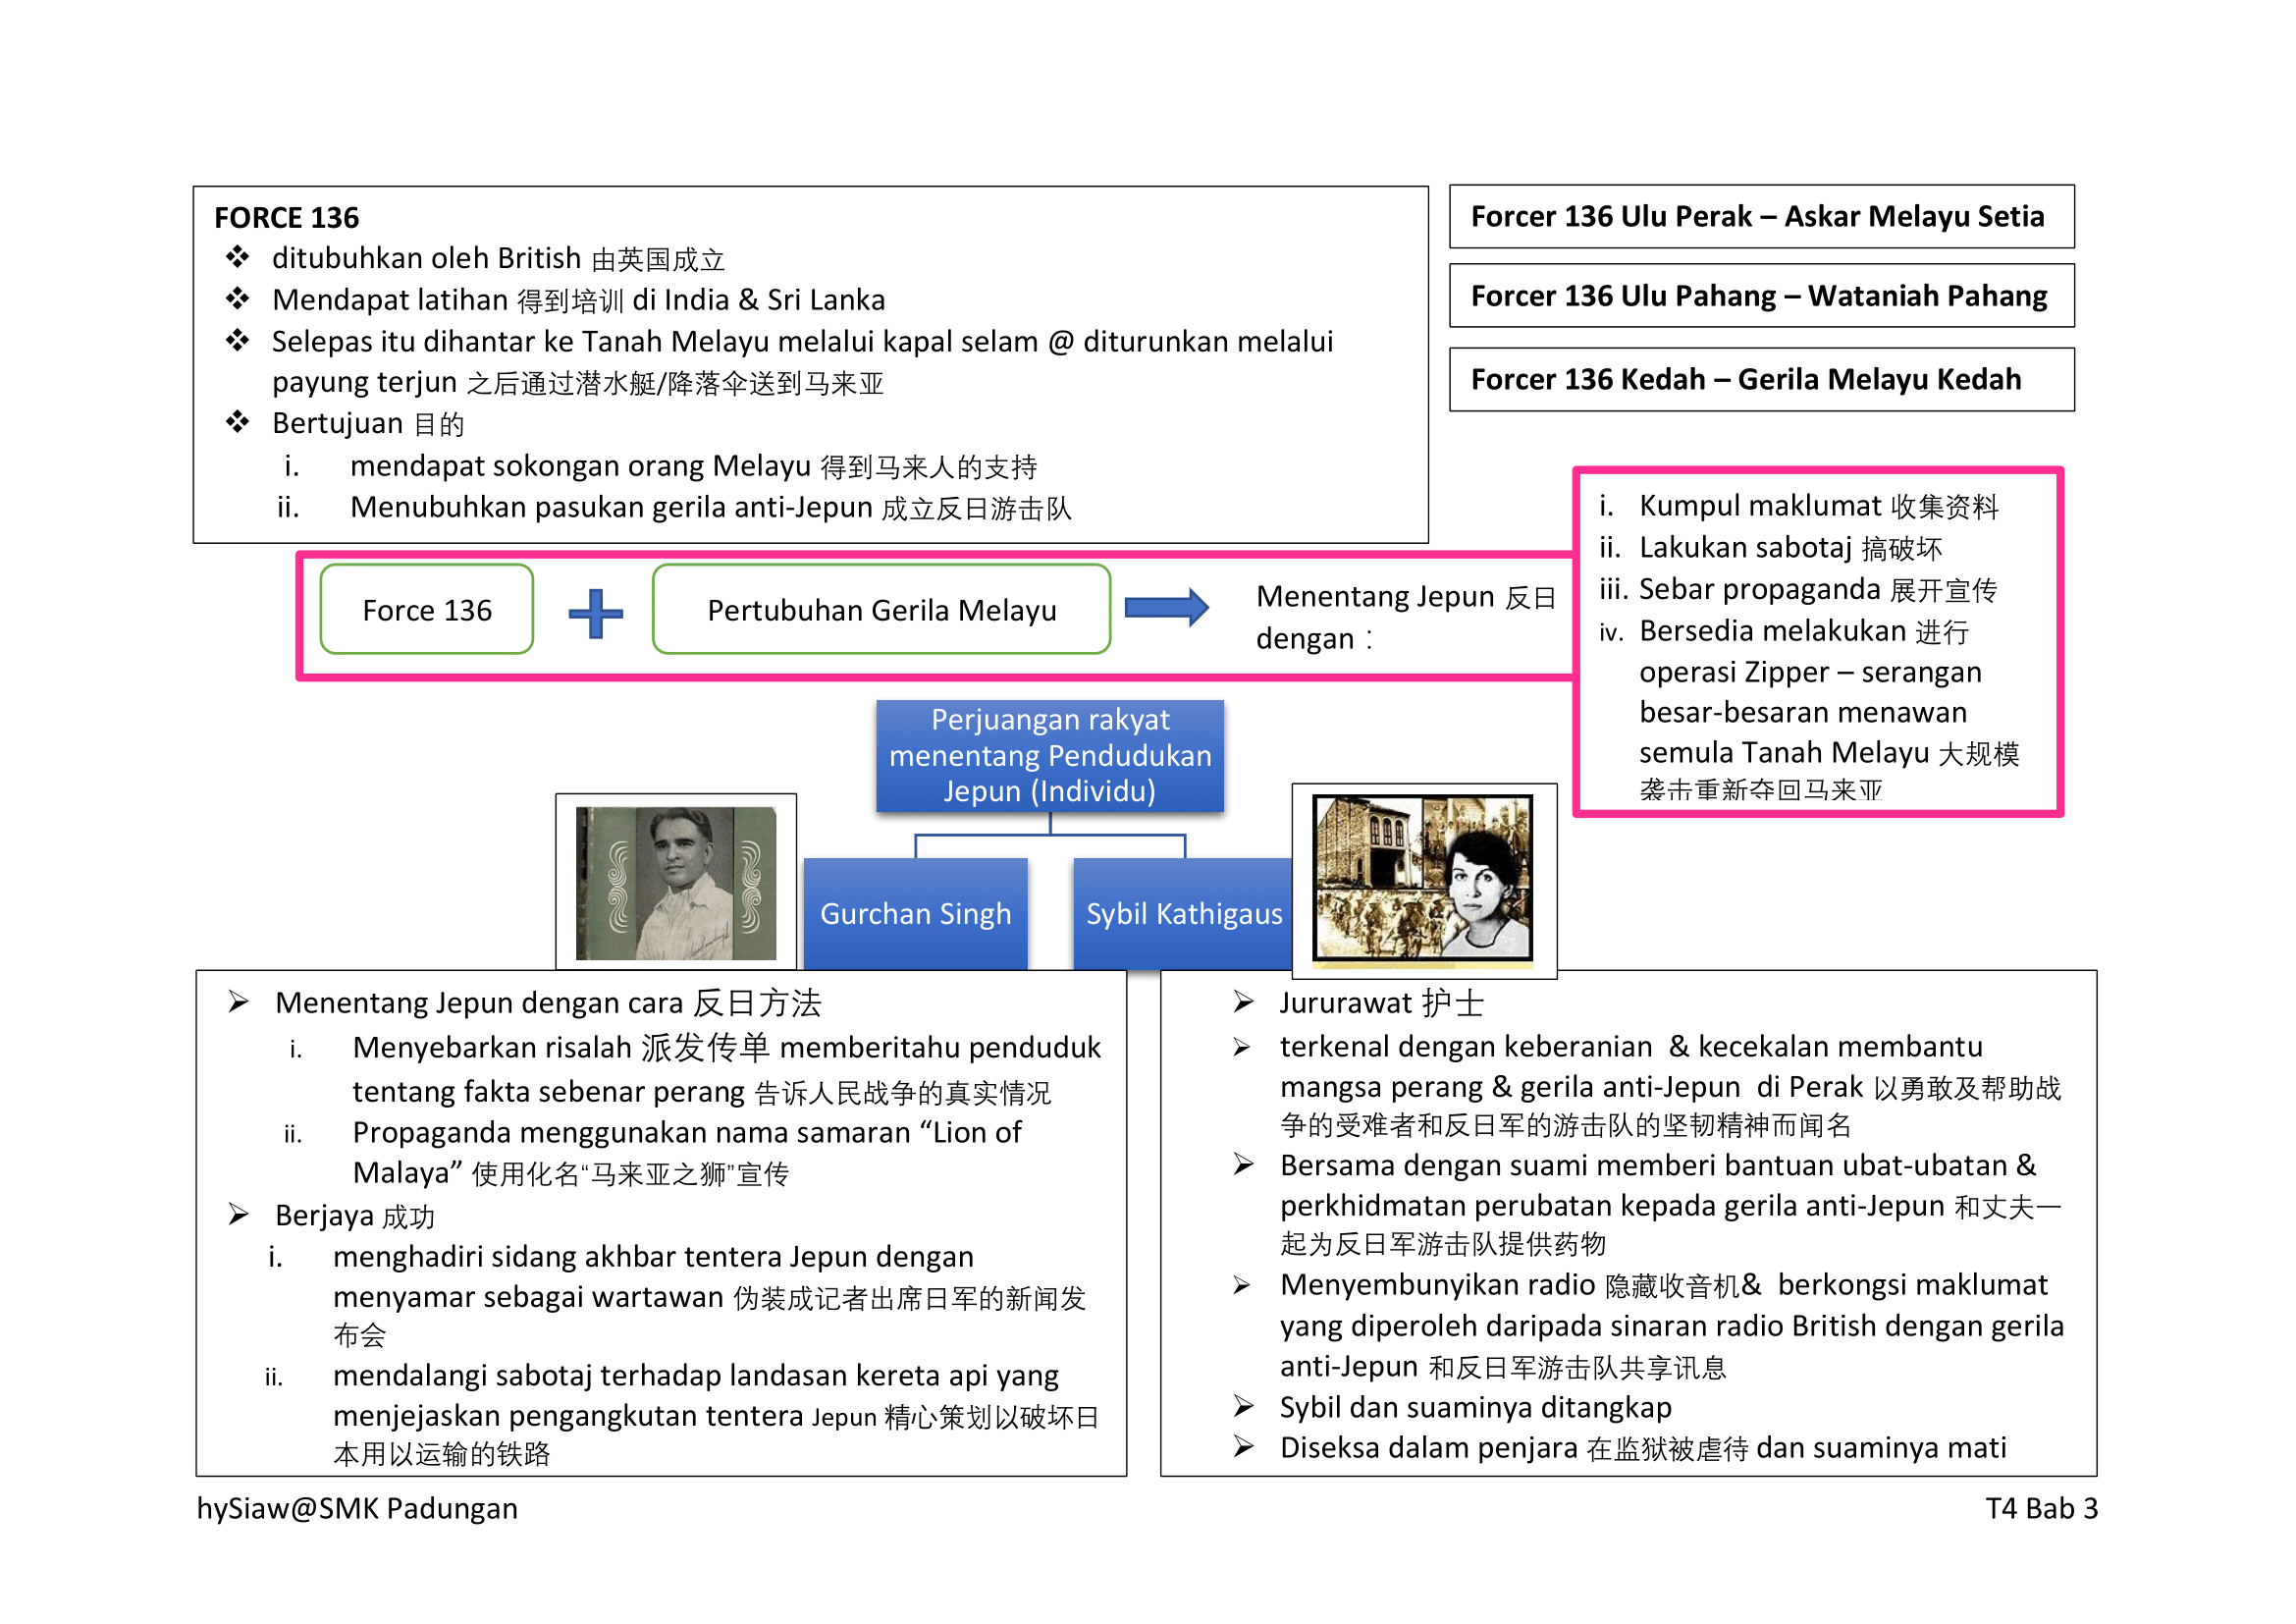 FORCE 136
❖ ditubuhkan oleh British 由英国成立
❖ Mendapat latihan 得到培训 di India & Sri Lanka
❖ Selepas itu dihantar ke Tanah Melayu melalui kapal selam @ diturunkan melalui
payung terjun 之后通过潜水艇/降落伞送到马来亚
❖ Bertujuan 目的
i. mendapat sokongan orang Melayu 得到马来人的支持
ii. Menubuhkan pasukan gerila anti-Jepun 成立反日游击队
Forcer 136 Ulu Perak – Askar Melayu Setia
Forcer 136 Ulu Pahang – Wataniah Pahang
Forcer 136 Kedah – Gerila Melayu Kedah
Force 136
Pertubuhan Gerila Melayu
Menentang Jepun 反日
dengan：
i. Kumpul maklumat 收集资料
ii. Lakukan sabotaj 搞破坏
iii. Sebar propaganda 展开宣传
iv. Bersedia melakukan 进行
operasi Zipper – serangan
besar-besaran menawan
semula Tanah Melayu 大规模
袭击重新夺回马来亚
Perjuangan rakyat
menentang Pendudukan
Jepun (Individu)
Gurchan Singh
Sybil Kathigaus
➢ Menentang Jepun dengan cara 反日方法
i. Menyebarkan risalah 派发传单 memberitahu penduduk
tentang fakta sebenar perang 告诉人民战争的真实情况
ii. Propaganda menggunakan nama samaran “Lion of
Malaya” 使用化名“马来亚之狮”宣传
➢ Berjaya 成功
i. menghadiri sidang akhbar tentera Jepun dengan
menyamar sebagai wartawan 伪装成记者出席日军的新闻发
布会
ii. mendalangi sabotaj terhadap landasan kereta api yang
menjejaskan pengangkutan tentera Jepun 精心策划以破坏日
本用以运输的铁路
➢ Jururawat 护士
➢ terkenal dengan keberanian & kecekalan membantu
mangsa perang & gerila anti-Jepun di Perak 以勇敢及帮助战
争的受难者和反日军的游击队的坚韧精神而闻名
➢ Bersama dengan suami memberi bantuan ubat-ubatan &
perkhidmatan perubatan kepada gerila anti-Jepun 和丈夫一
起为反日军游击队提供药物
➢ Menyembunyikan radio 隐藏收音机& berkongsi maklumat
yang diperoleh daripada sinaran radio British dengan gerila
anti-Jepun 和反日军游击队共享讯息
➢ Sybil dan suaminya ditangkap
➢ Diseksa dalam penjara 在监狱被虐待 dan suaminya mati
hySiaw@SMK Padungan
T4 Bab 3